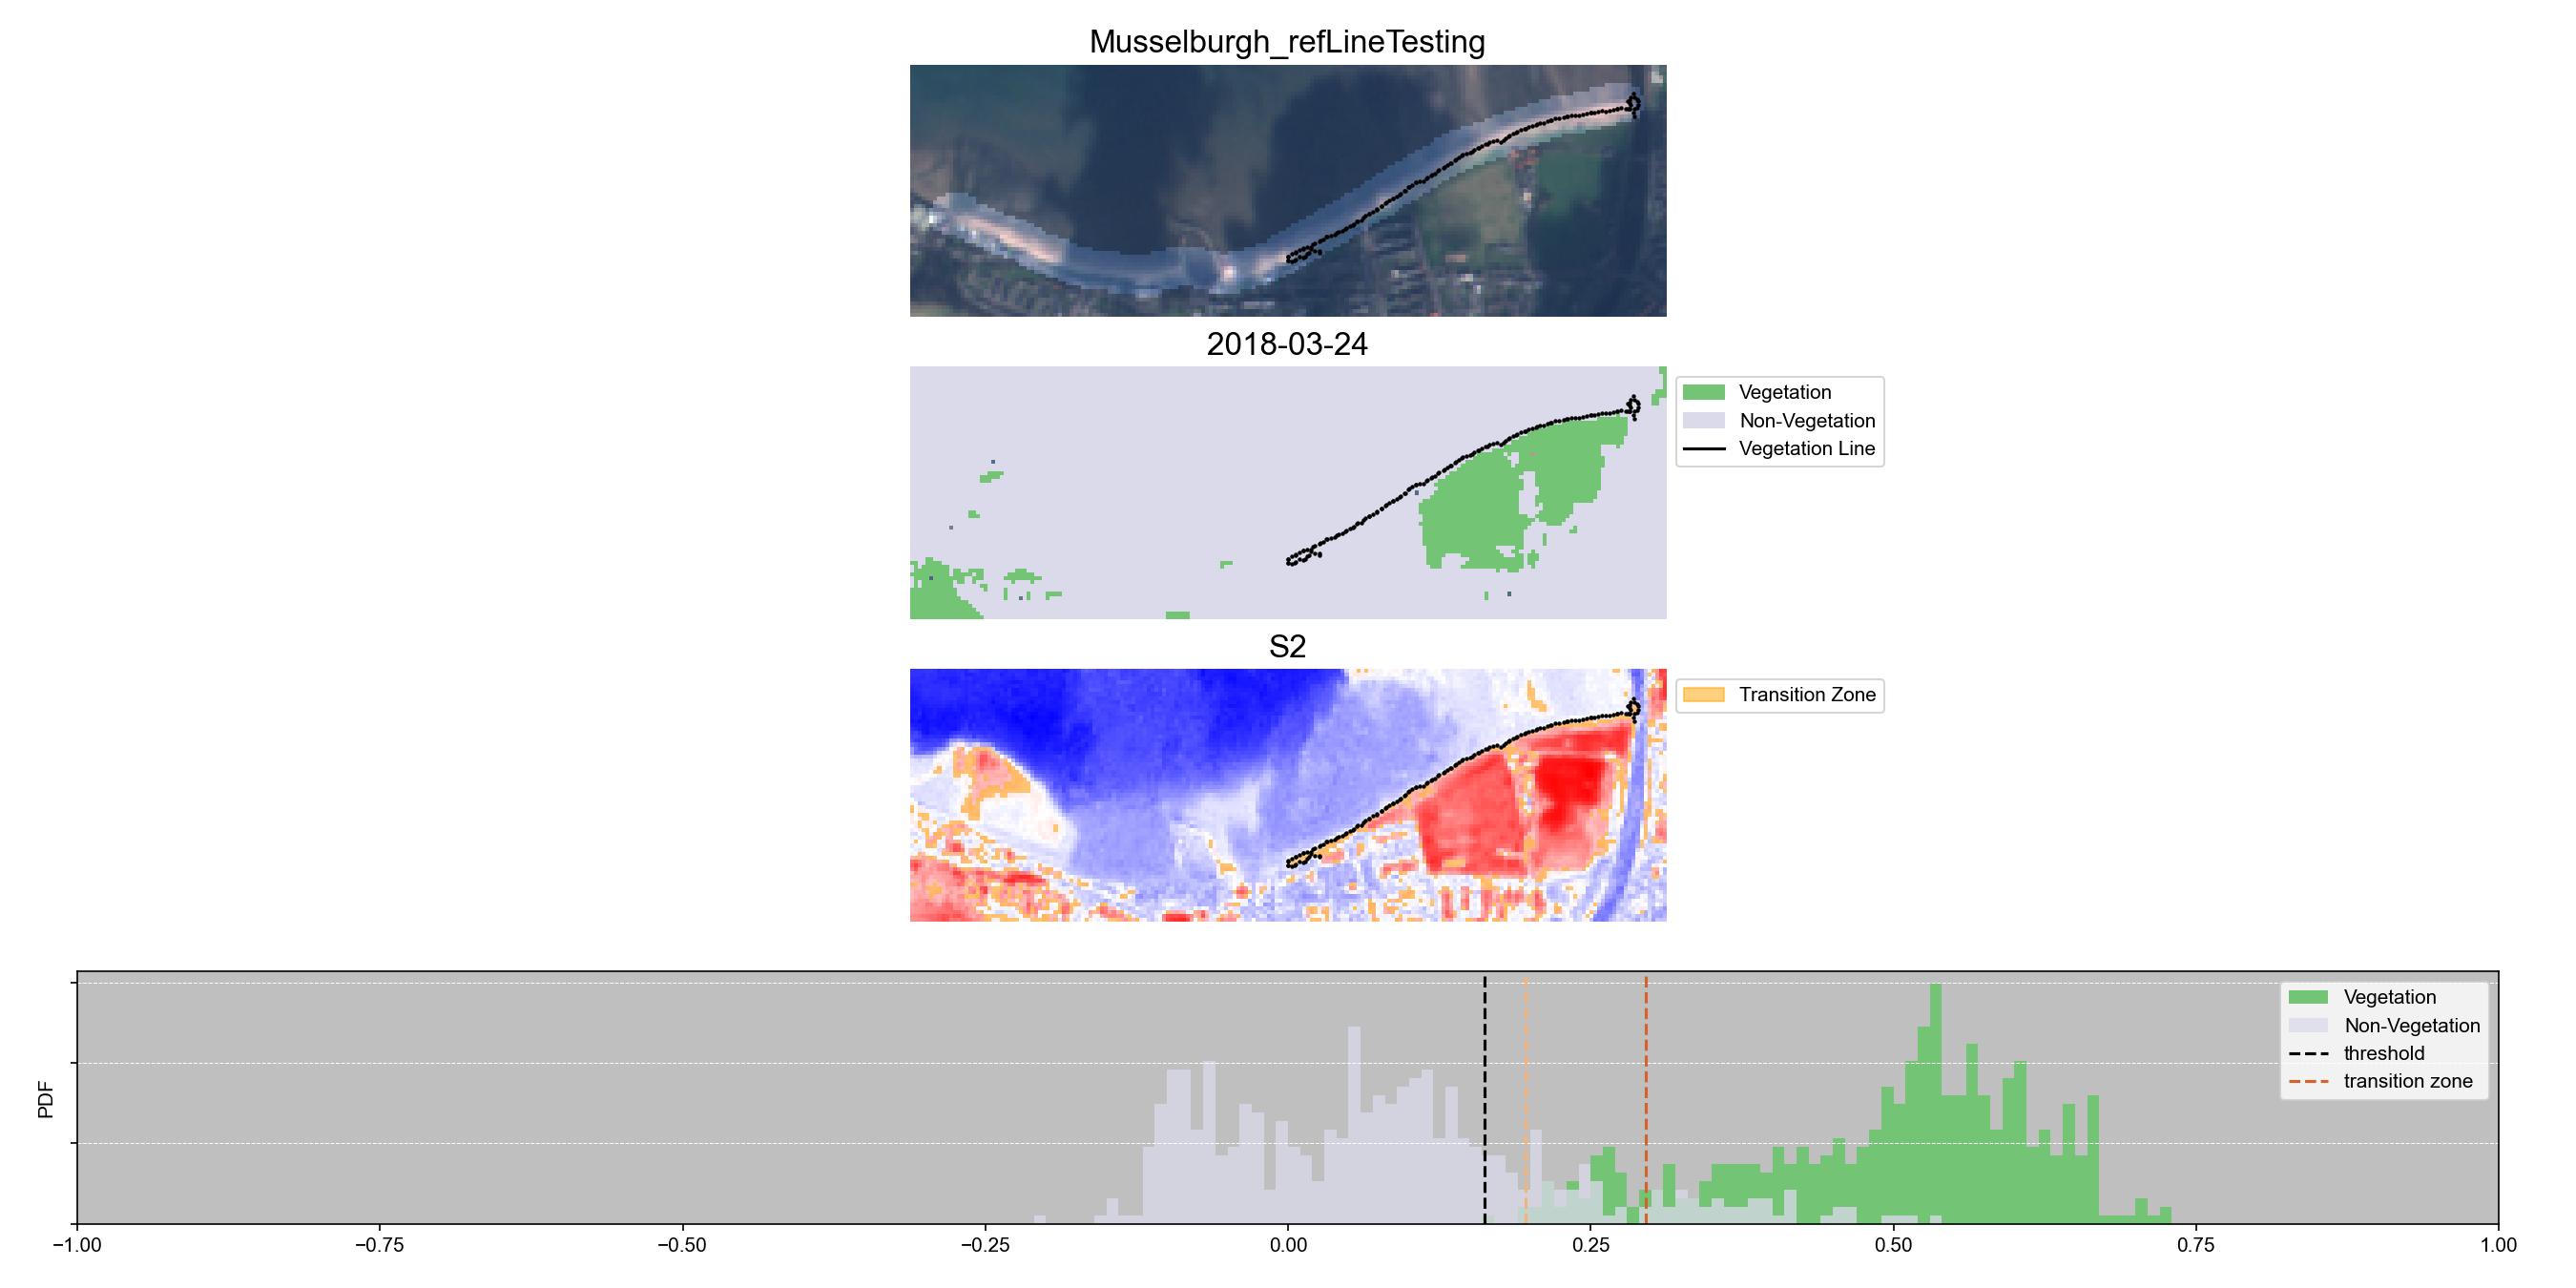 Musselburgh_refLineTesting
2018-03-24
Vegetation
Non-Vegetation
Vegetation Line
S2
Transition Zone
PDF
Vegetation
Non-Vegetation
threshold
transition zone
−1.00 −0.75 −0.50 −0.25 0.00 0.25 0.50 0.75 1.00